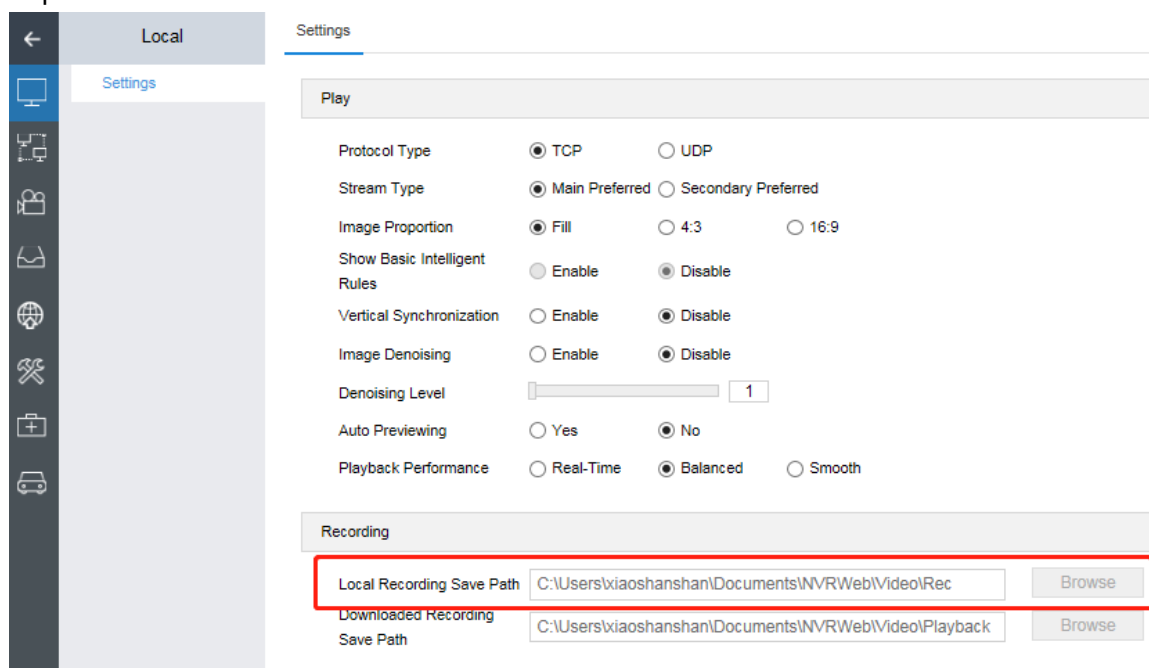 Local
Settings
Settings
Play
Protocol Type TCP UDP
Stream Type Main Preferred Secondary Preferred
Image Proportion Fill 4:3 16:9
Show Basic Intelligent
Rules Enable Disable
Vertical Synchronization Enable Disable
Image Denoising Enable Disable
Denoising Level 1
Auto Previewing Yes No
Playback Performance Real-Time Balanced Smooth
Recording
Local Recording Save Path C:\Users\xiaoshanshan\Documents\NVRWeb\Video\Rec Browse
Downloaded Recording
Save Path C:\Users\xiaoshanshan\Documents\NVRWeb\Video\Playback Browse